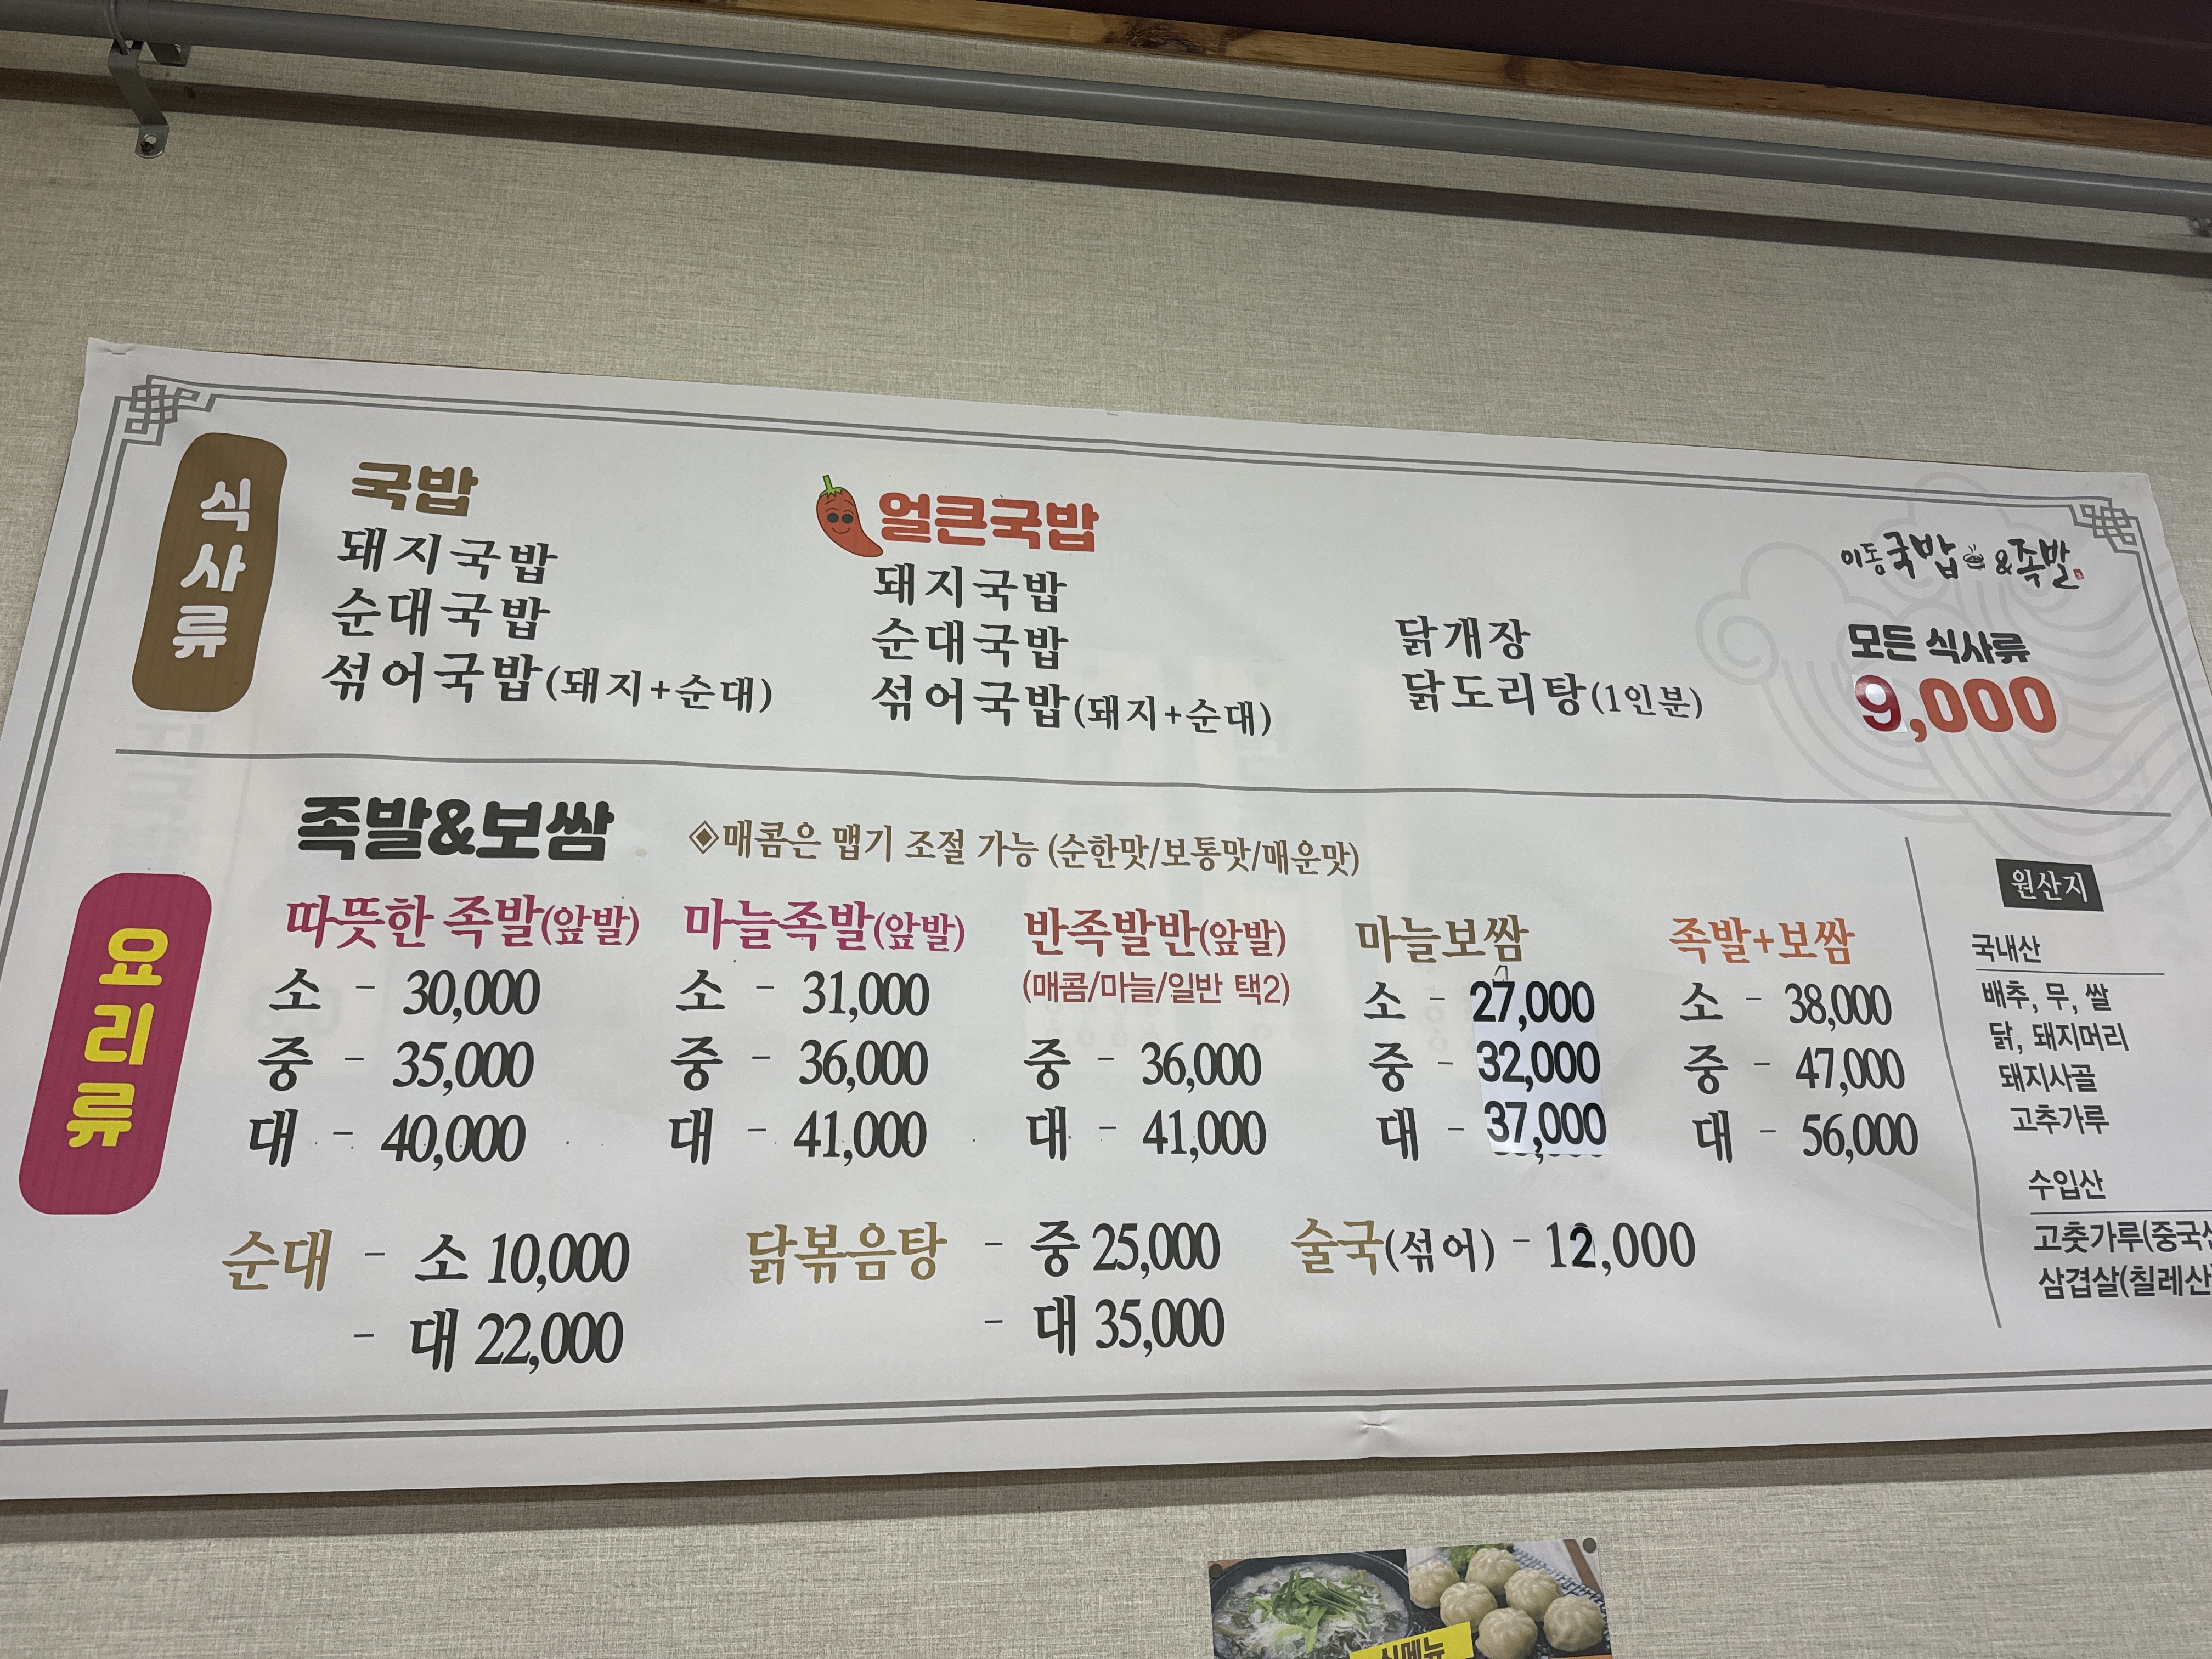 식사류
국밥
돼지국밥
순대국밥
섞어국밥(돼지+순대)
얼큰국밥
돼지국밥
순대국밥
섞어국밥(돼지+순대)
닭개장
닭도리탕(1인분)
이동국밥&족발
모든 식사류
9,000
요리류
족발&보쌈
◈매콤은 맵기 조절 가능 (순한맛/보통맛/매운맛)
따뜻한 족발(앞발)
소 - 30,000
중 - 35,000
대 - 40,000
마늘족발(앞발)
소 - 31,000
중 - 36,000
대 - 41,000
반족발반(앞발)
(매콤/마늘/일반 택2)
중 - 36,000
대 - 41,000
마늘보쌈
소 - 27,000
중 - 32,000
대 - 37,000
족발+보쌈
소 - 38,000
중 - 47,000
대 - 56,000
순대 - 소 10,000
- 대 22,000
닭볶음탕 - 중 25,000
- 대 35,000
술국(섞어) - 12,000
원산지
국내산
배추, 무, 쌀
닭, 돼지머리
돼지사골
고추가루
수입산
고춧가루(중국산
삼겹살(칠레산
신메뉴